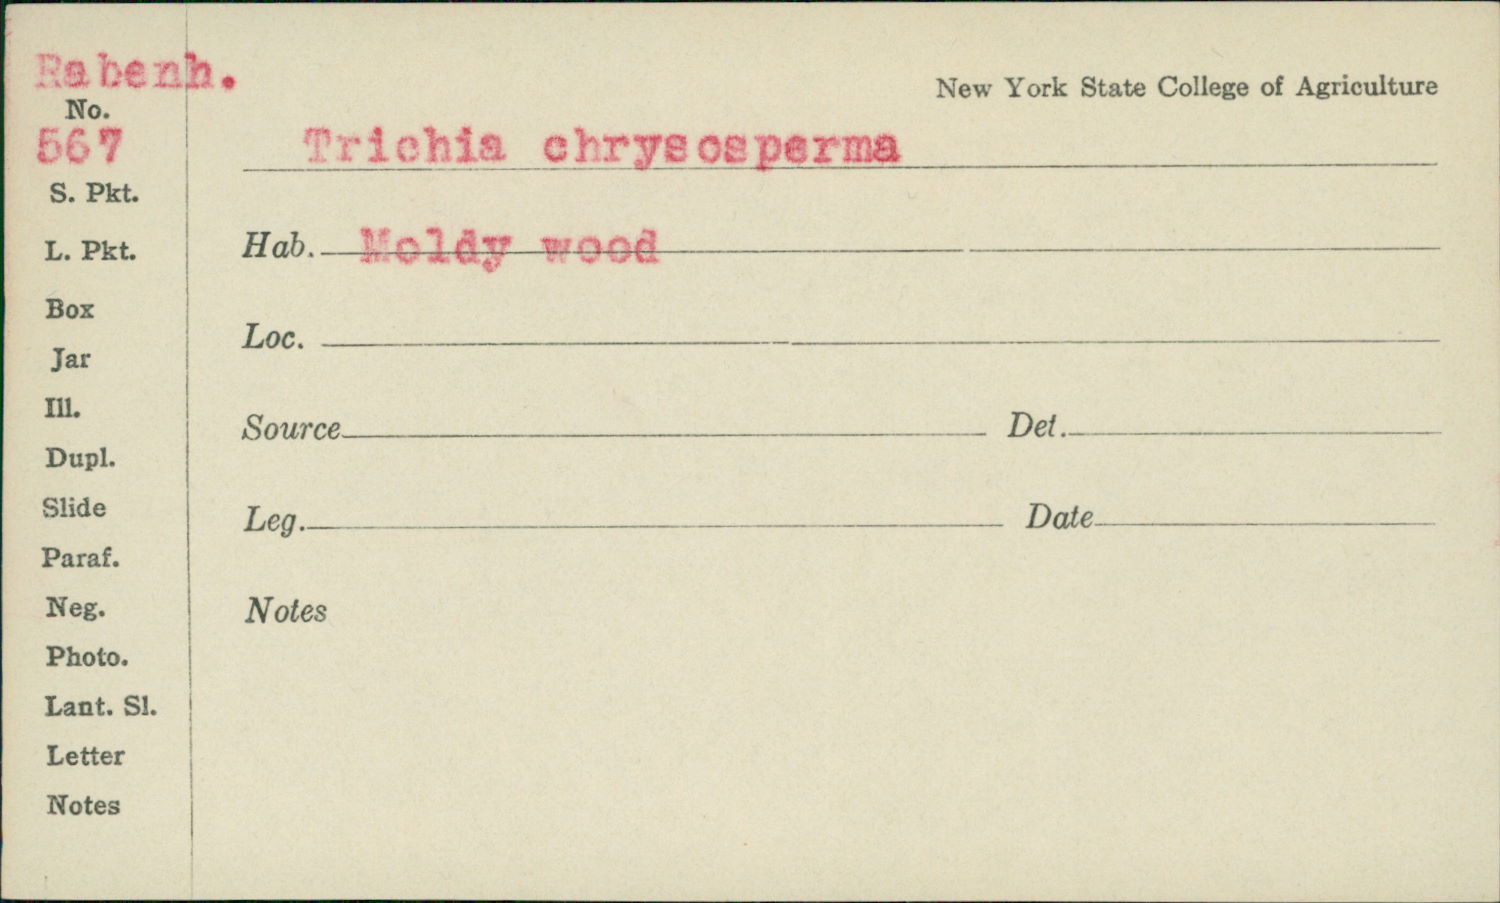 Rabenh.
New York State College of Agriculture
No.
567
Trichia chrysosperma
S. Pkt.
L. Pkt.
Hab. Moldy wood
Box
Loc.
Jar
Ill.
Source Det.
Dupl.
Slide
Leg. Date
Paraf.
Neg.
Notes
Photo.
Lant. Sl.
Letter
Notes